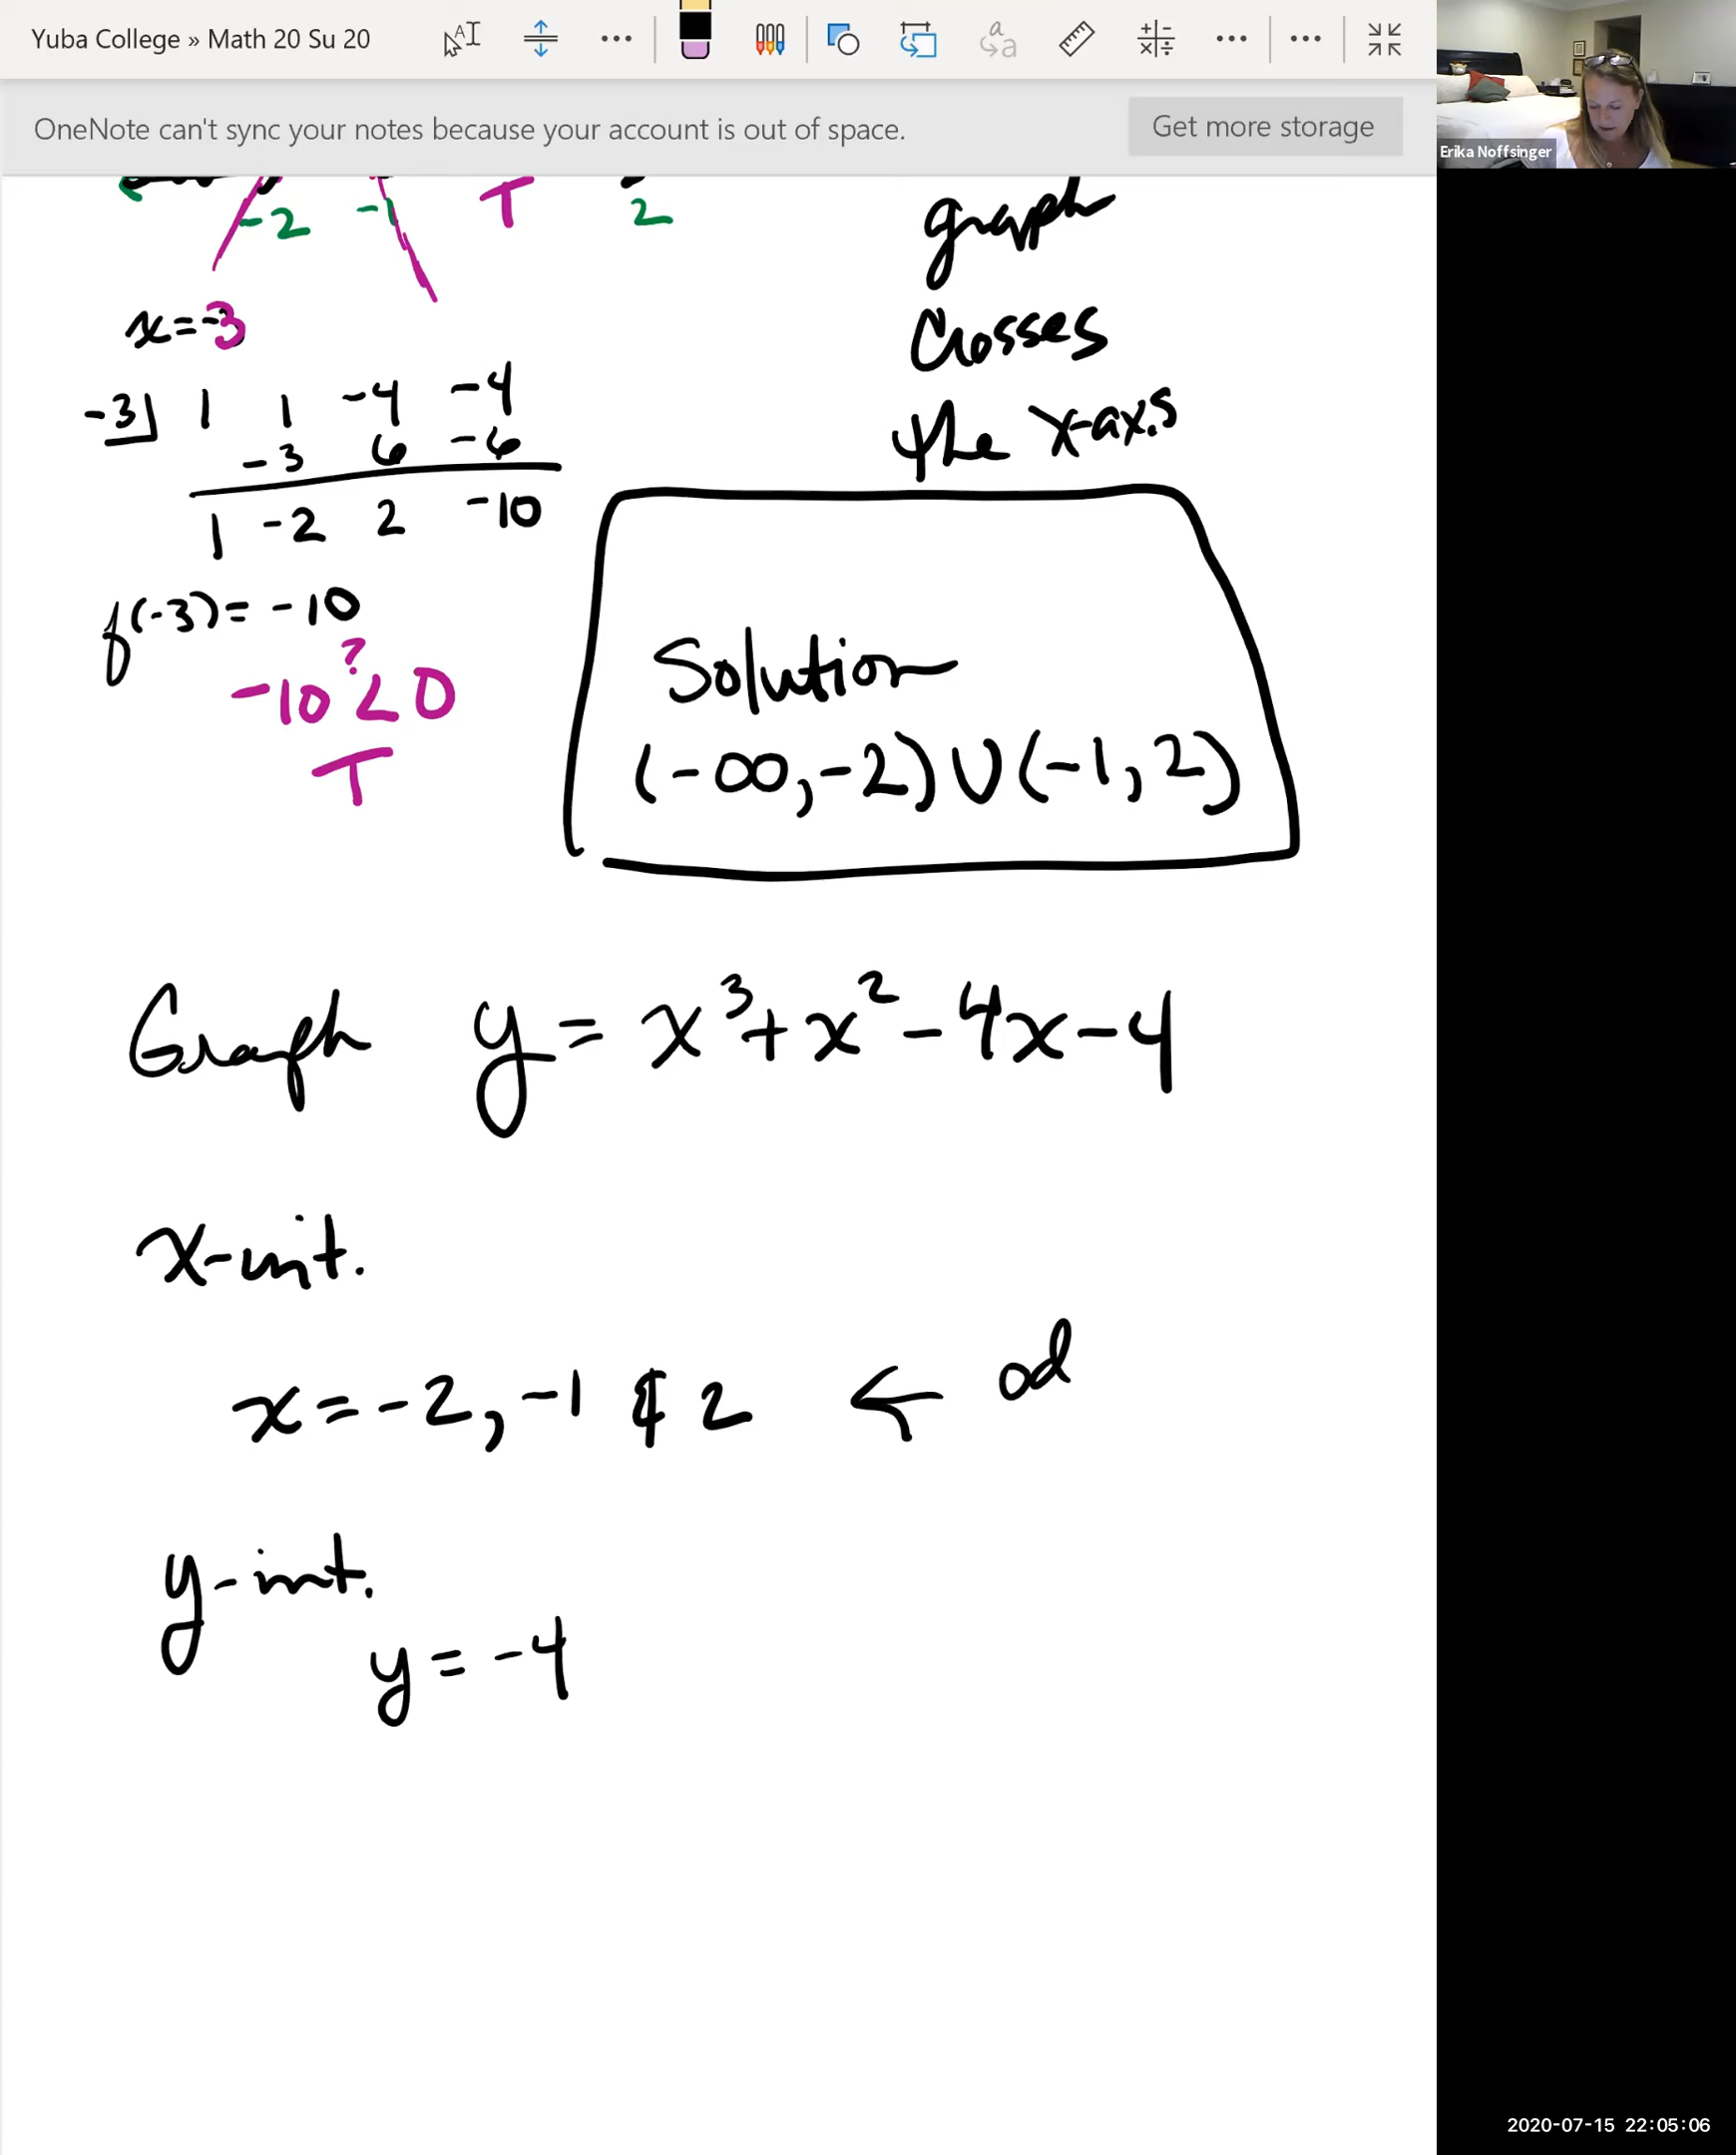 Yuba College » Math 20 Su 20
OneNote can't sync your notes because your account is out of space.
Get more storage
Erika Noffsinger
-2 -1 T 2
graph
crosses
the x-axis
x=-3
-3 1 1 -4 -4
-3 6 -6
1 -2 2 -10
f(-3)= -10
?
-10 < 0
T
Solution
(-∞,-2)∪(-1,2)
Graph y = x³+x²-4x-4
x-int.
x=-2,-1 & 2 ← od
y-int.
y=-4
2020-07-15 22:05:06